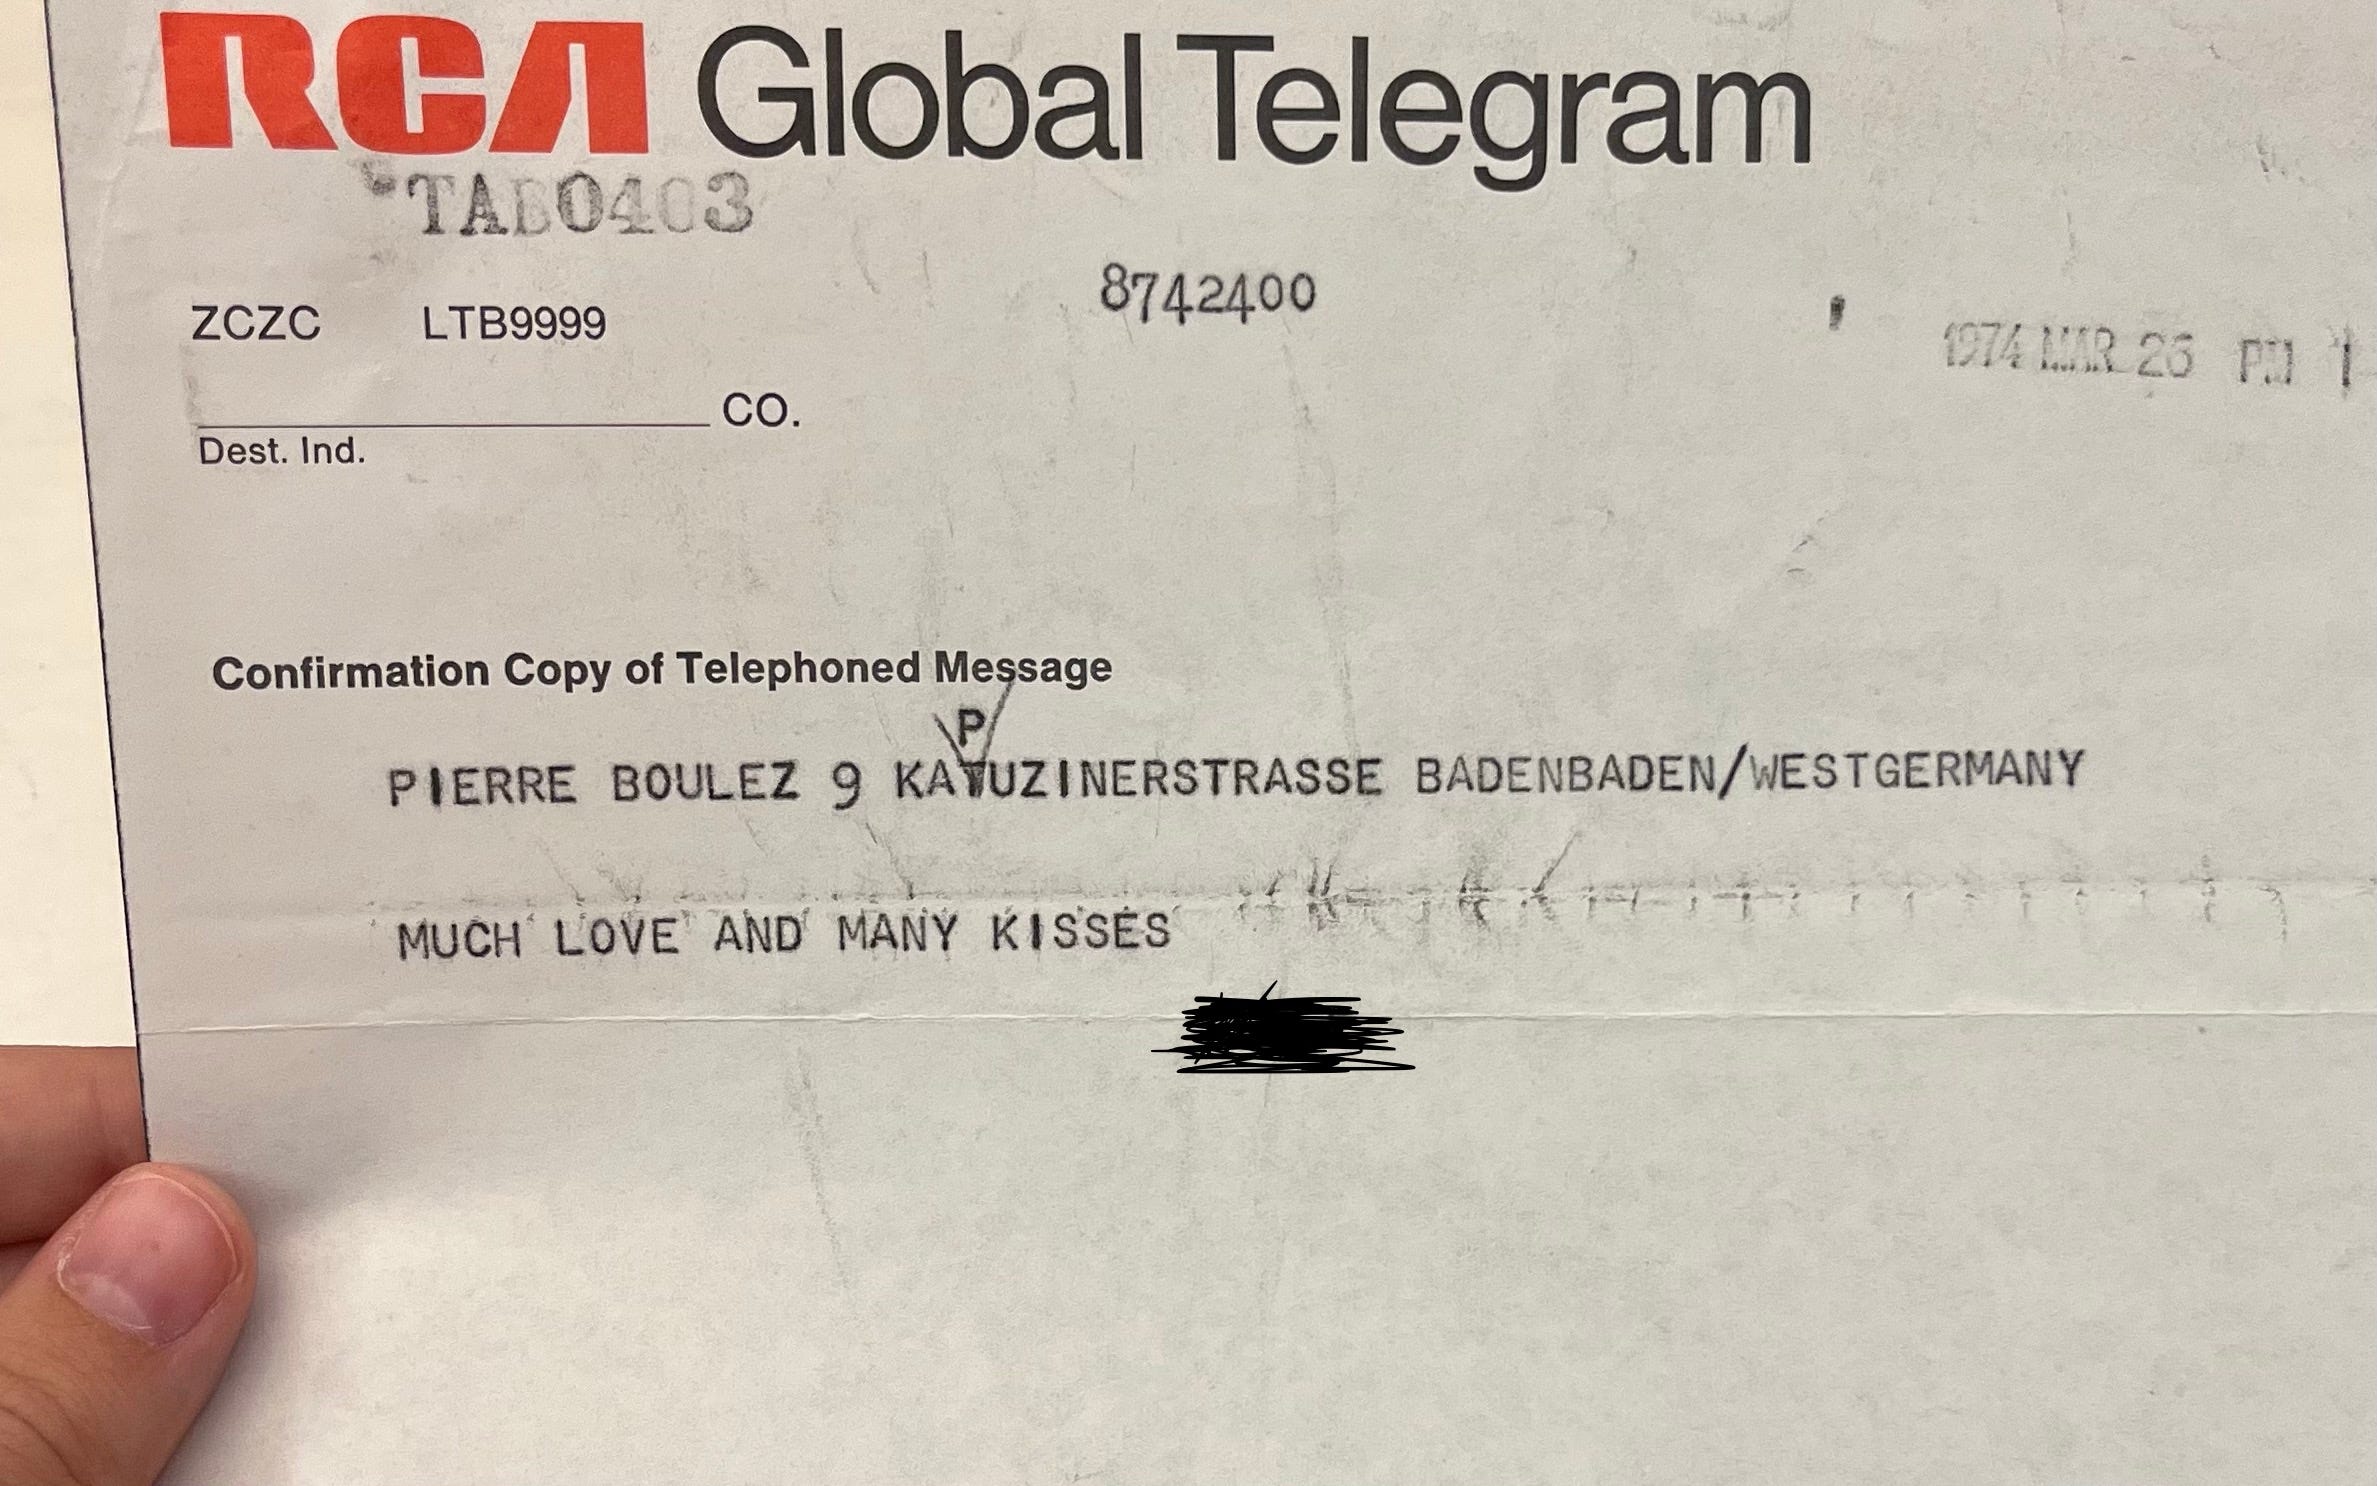 RCA Global Telegram
TAB0403
8742400
ZCZC LTB9999
1974 MAR 26 PM 1
CO.
Dest. Ind.
Confirmation Copy of Telephoned Message
P
PIERRE BOULEZ 9 KATUZINERSTRASSE BADENBADEN/WESTGERMANY
MUCH LOVE AND MANY KISSES